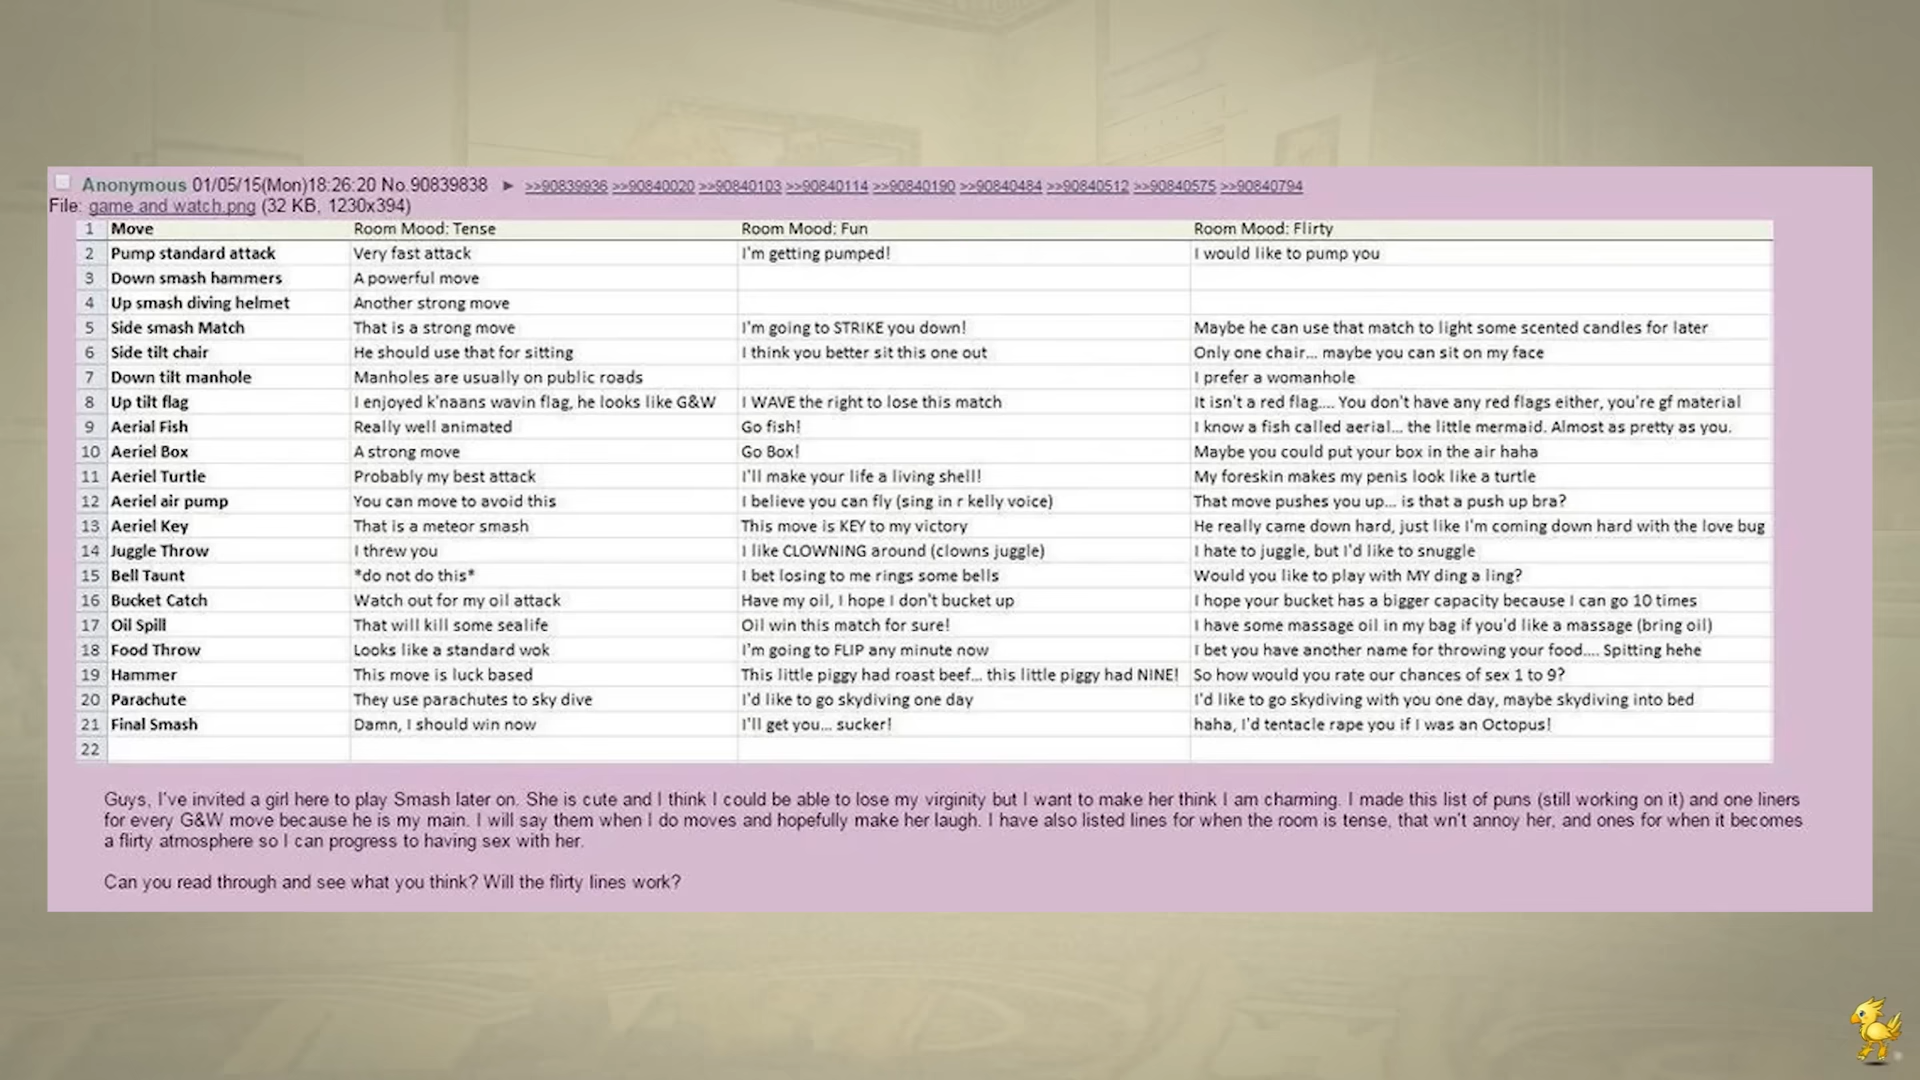 Anonymous 01/05/15(Mon)18:26:20 No.90839838 ► >>90839936 >>90840020 >>90840103 >>90840114 >>90840190 >>90840484 >>90840512 >>90840575 >>90840794
File: game and watch.png (32 KB, 1230x394)
1 Move Room Mood: Tense Room Mood: Fun Room Mood: Flirty
2 Pump standard attack Very fast attack I'm getting pumped! I would like to pump you
3 Down smash hammers A powerful move
4 Up smash diving helmet Another strong move
5 Side smash Match That is a strong move I'm going to STRIKE you down! Maybe he can use that match to light some scented candles for later
6 Side tilt chair He should use that for sitting I think you better sit this one out Only one chair... maybe you can sit on my face
7 Down tilt manhole Manholes are usually on public roads I prefer a womanhole
8 Up tilt flag I enjoyed k'naans wavin flag, he looks like G&W I WAVE the right to lose this match It isn't a red flag.... You don't have any red flags either, you're gf material
9 Aerial Fish Really well animated Go fish! I know a fish called aerial... the little mermaid. Almost as pretty as you.
10 Aeriel Box A strong move Go Box! Maybe you could put your box in the air haha
11 Aeriel Turtle Probably my best attack I'll make your life a living shell! My foreskin makes my penis look like a turtle
12 Aeriel air pump You can move to avoid this I believe you can fly (sing in r kelly voice) That move pushes you up... is that a push up bra?
13 Aeriel Key That is a meteor smash This move is KEY to my victory He really came down hard, just like I'm coming down hard with the love bug
14 Juggle Throw I threw you I like CLOWNING around (clowns juggle) I hate to juggle, but I'd like to snuggle
15 Bell Taunt *do not do this* I bet losing to me rings some bells Would you like to play with MY ding a ling?
16 Bucket Catch Watch out for my oil attack Have my oil, I hope I don't bucket up I hope your bucket has a bigger capacity because I can go 10 times
17 Oil Spill That will kill some sealife Oil win this match for sure! I have some massage oil in my bag if you'd like a massage (bring oil)
18 Food Throw Looks like a standard wok I'm going to FLIP any minute now I bet you have another name for throwing your food.... Spitting hehe
19 Hammer This move is luck based This little piggy had roast beef... this little piggy had NINE! So how would you rate our chances of sex 1 to 9?
20 Parachute They use parachutes to sky dive I'd like to go skydiving one day I'd like to go skydiving with you one day, maybe skydiving into bed
21 Final Smash Damn, I should win now I'll get you... sucker! haha, I'd tentacle rape you if I was an Octopus!
22
Guys, I've invited a girl here to play Smash later on. She is cute and I think I could be able to lose my virginity but I want to make her think I am charming. I made this list of puns (still working on it) and one liners
for every G&W move because he is my main. I will say them when I do moves and hopefully make her laugh. I have also listed lines for when the room is tense, that wn't annoy her, and ones for when it becomes
a flirty atmosphere so I can progress to having sex with her.
Can you read through and see what you think? Will the flirty lines work?